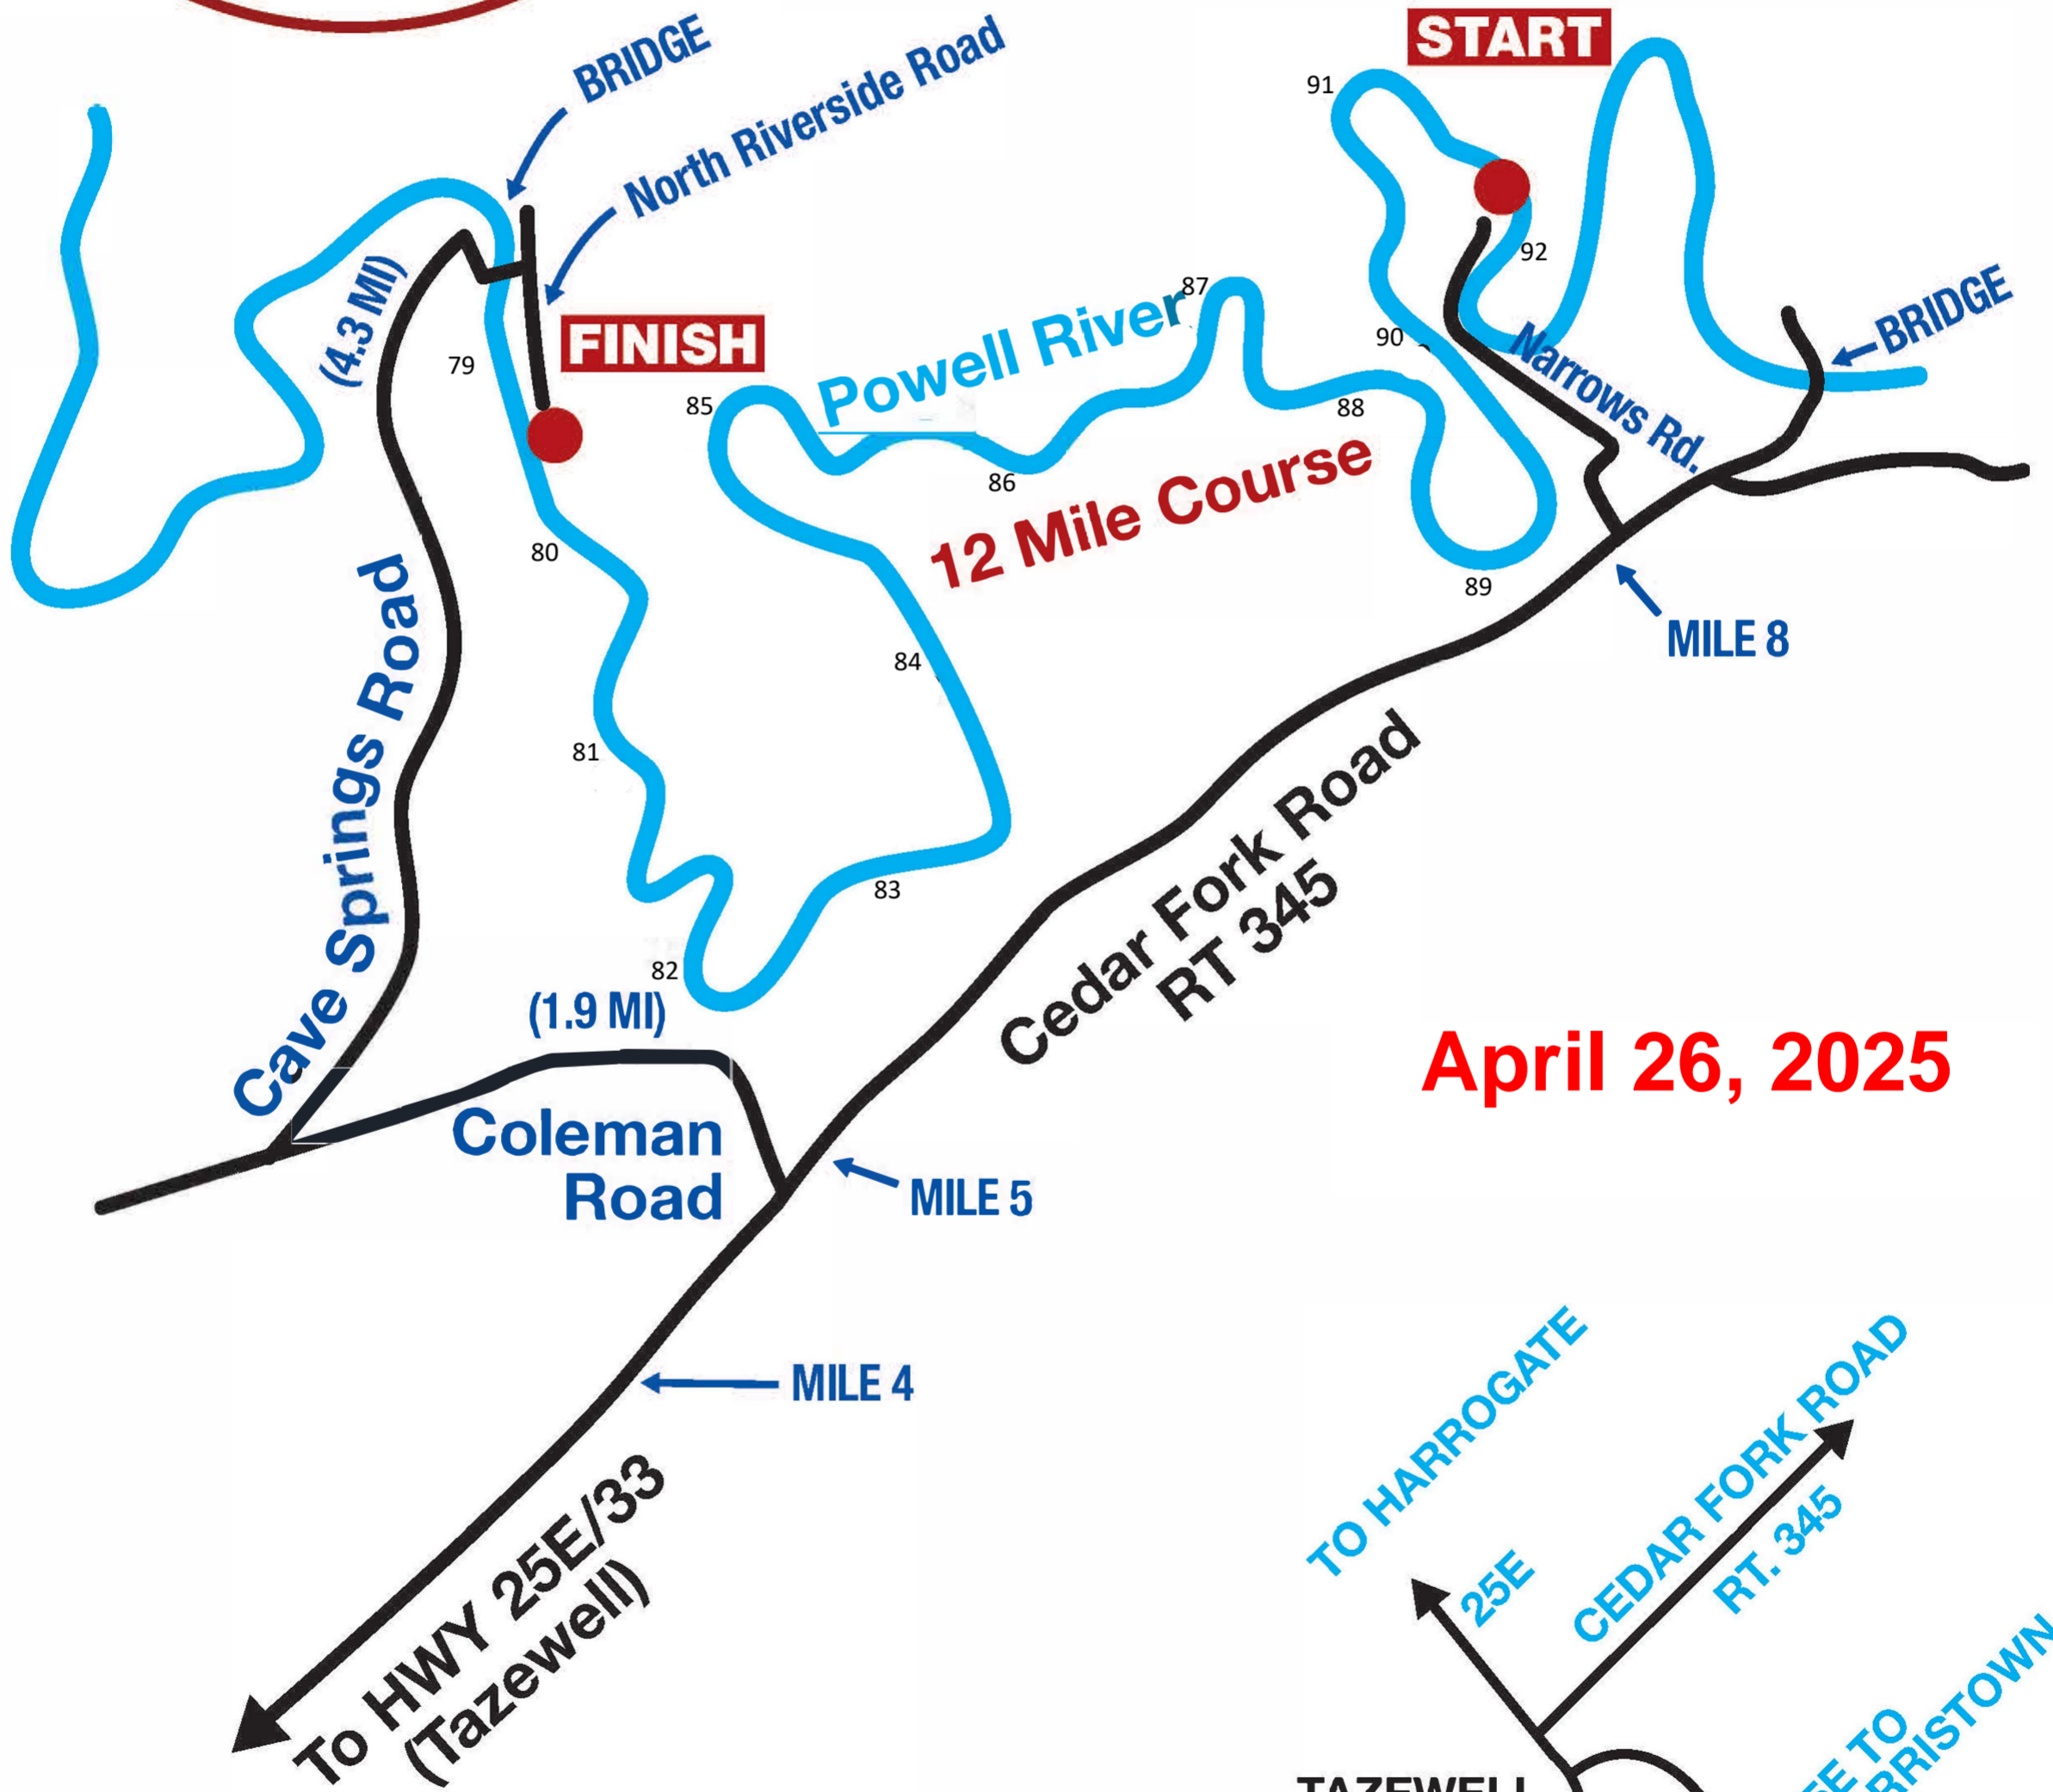 START
BRIDGE
North Riverside Road
91
92
BRIDGE
(4.3 MI)
FINISH
79
Powell River
87
90
Narrows Rd.
85
88
86
12 Mile Course
80
89
MILE 8
84
Cave Springs Road
81
83
82
(1.9 MI)
Cedar Fork Road
RT 345
April 26, 2025
Coleman
Road
MILE 5
MILE 4
To HWY 25E/33
(Tazewell)
TO HARROGATE
25E
CEDAR FORK ROAD
RT. 345
TO
TAZEWELL